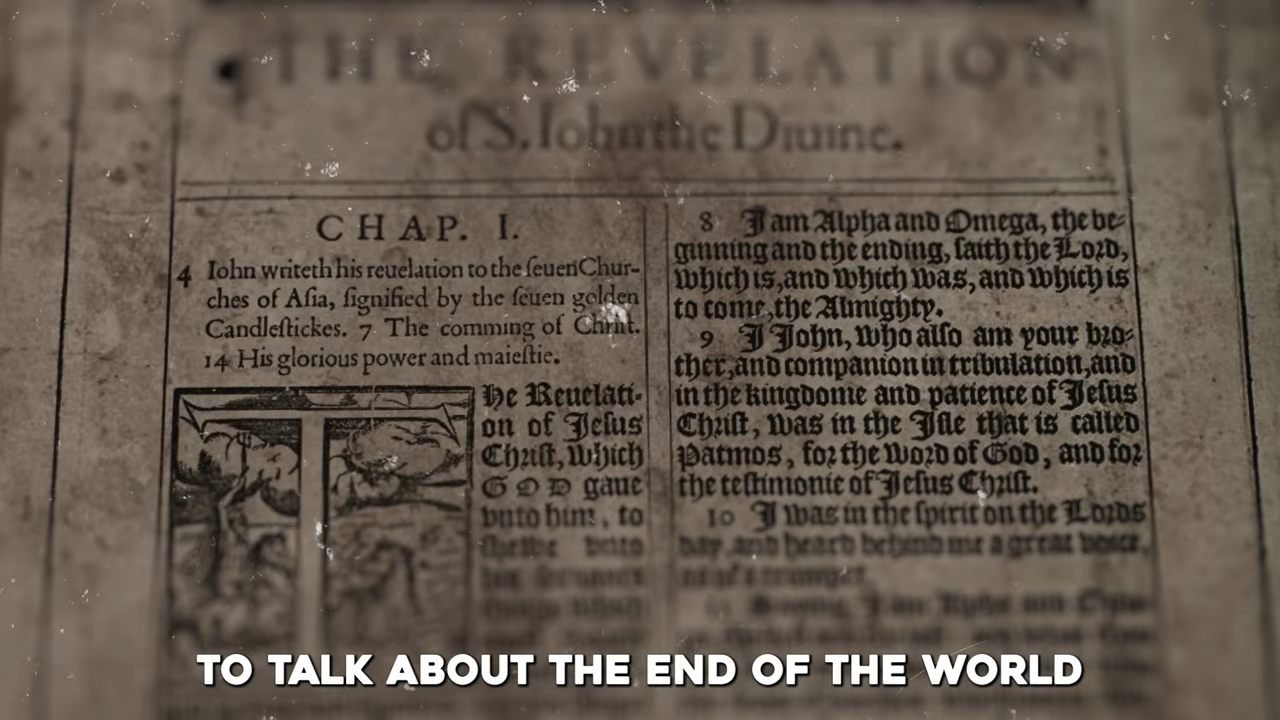 THE REVELATION
of S. Iohn the Diuine.
CHAP. I.
4 Iohn writeth his reuelation to the ſeuen Chur-
ches of Aſia, ſignified by the ſeuen golden
Candleſtickes. 7 The comming of Chriſt.
14 His glorious power and maieſtie.
The Reuelati-
on of Jeſus
Chriſt, which
GOD gaue
vnto him, to
8 I am Alpha and Omega, the be-
ginning and the ending, ſaith the Lord,
which is, and which was, and which is
to come, the Almighty.
9 I John, who alſo am your bro-
ther, and companion in tribulation, and
in the kingdome and patience of Jeſus
Chriſt, was in the Iſle that is called
Patmos, for the word of God, and for
the teſtimonie of Jeſus Chriſt.
10 I was in the ſpirit on the Lords
day, and heard behind me a great voice,
TO TALK ABOUT THE END OF THE WORLD